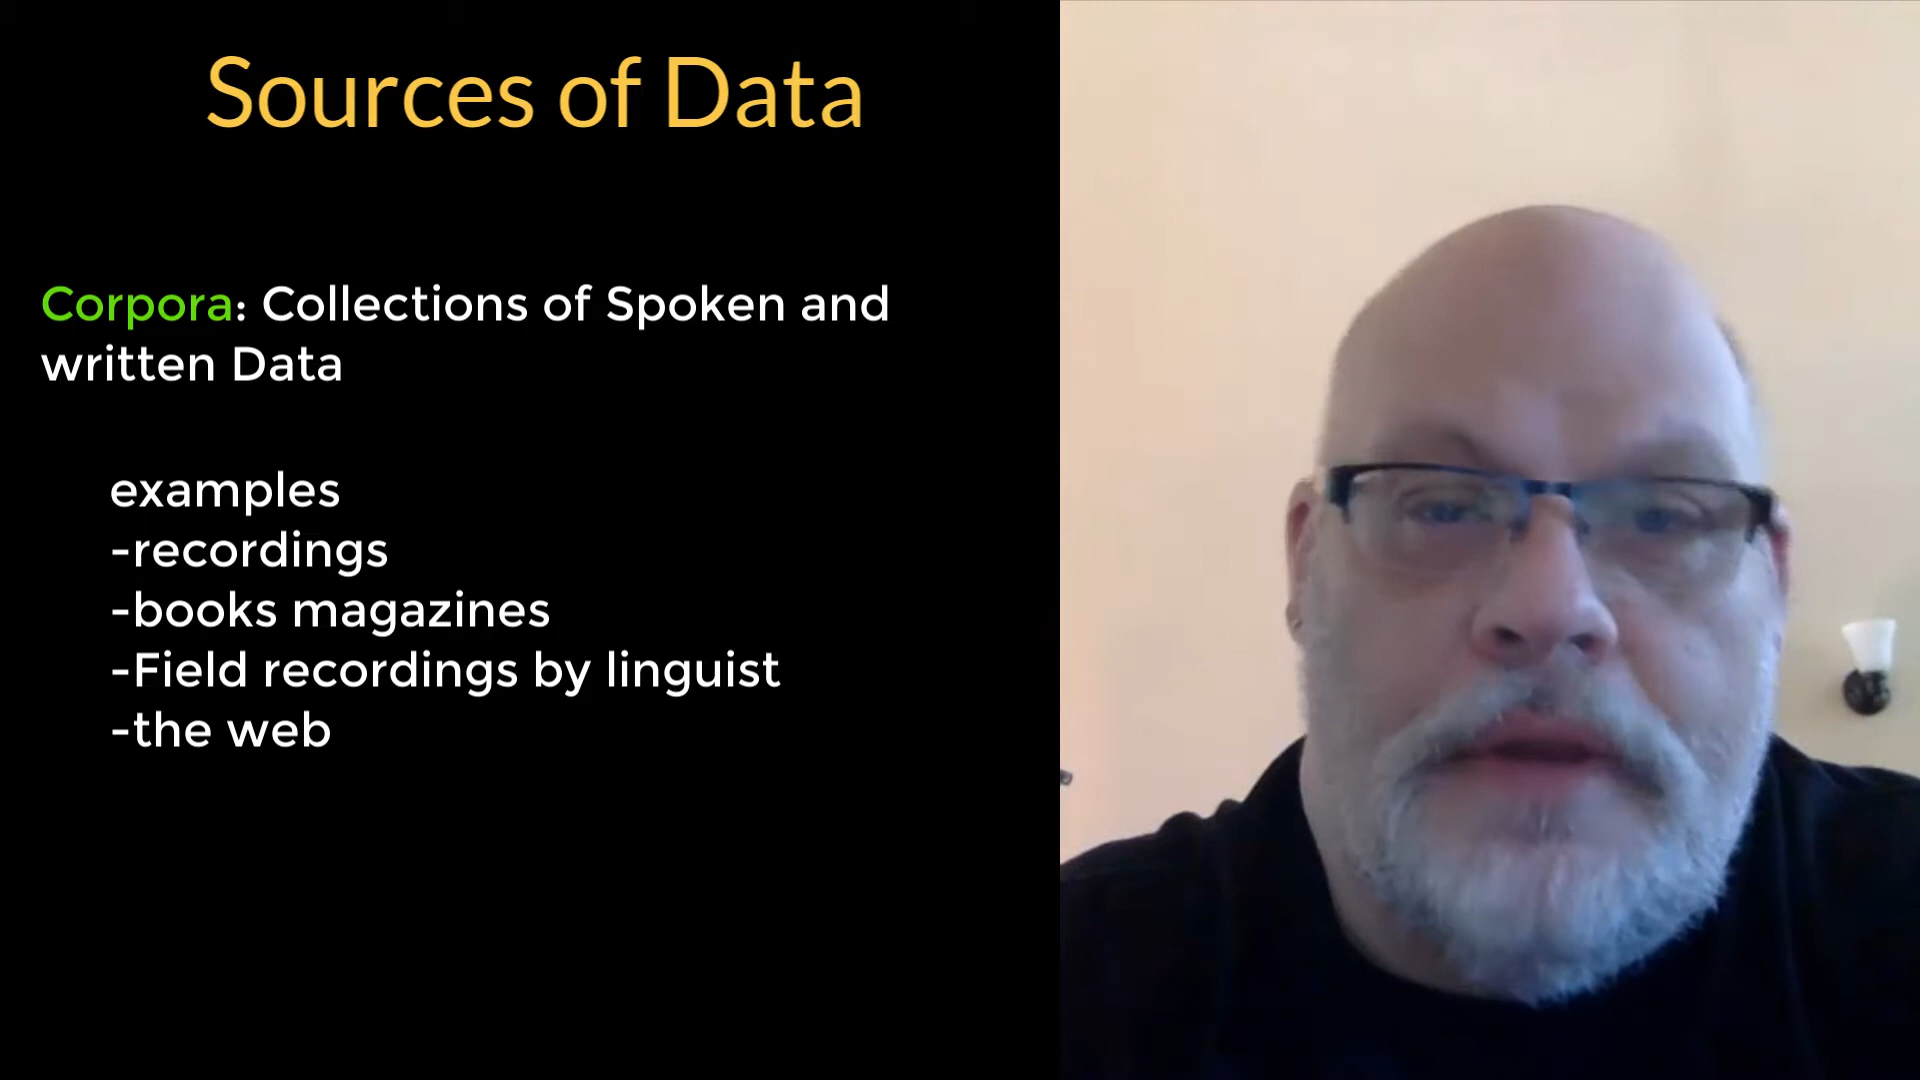 Sources of Data
Corpora: Collections of Spoken and
written Data
examples
-recordings
-books magazines
-Field recordings by linguist
-the web